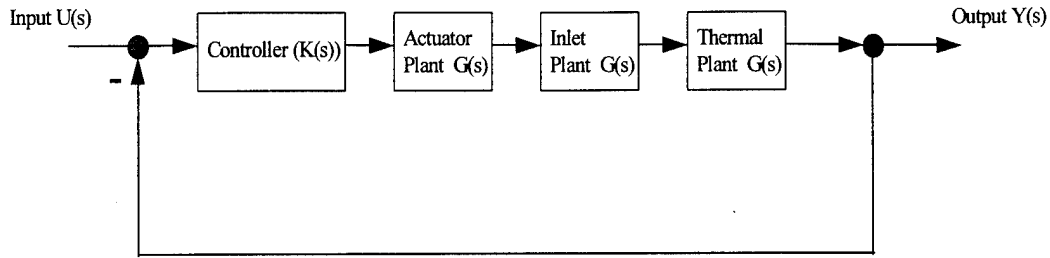 Input U(s)
Output Y(s)
Controller (K(s))
Actuator
Plant G(s)
Inlet
Plant G(s)
Thermal
Plant G(s)
-